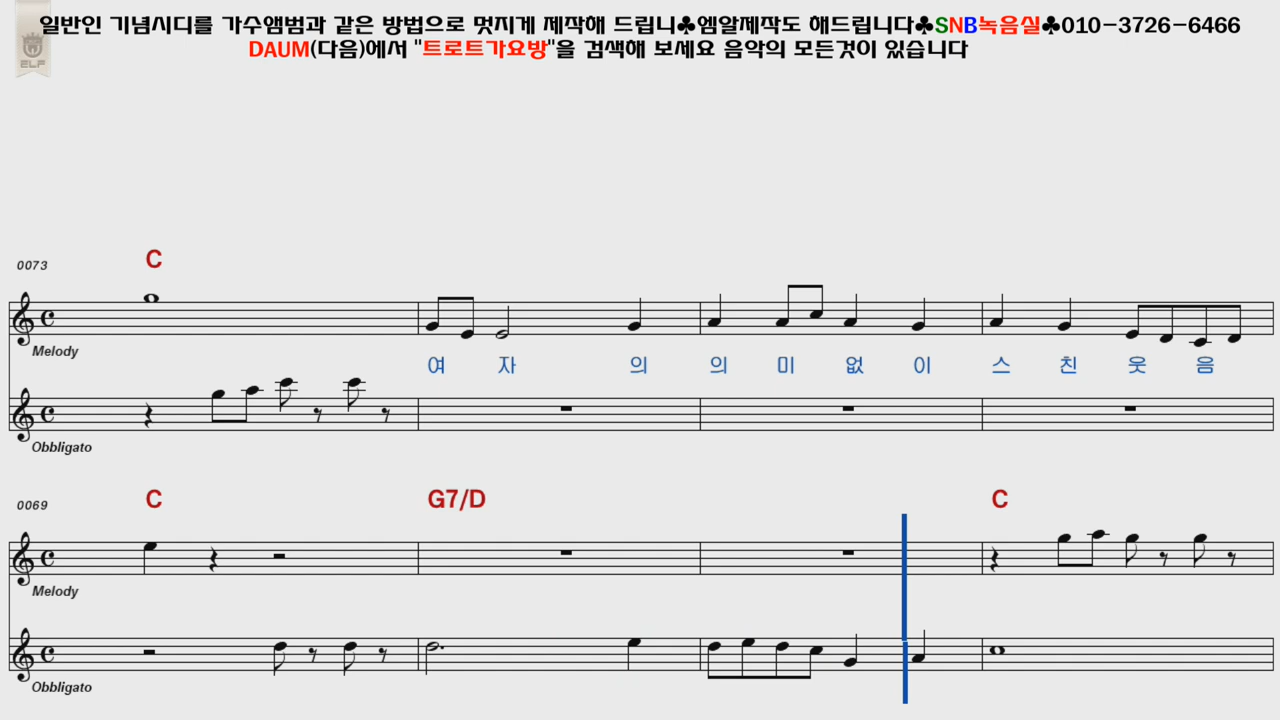 일반인 기념시디를 가수앨범과 같은 방법으로 멋지게 제작해 드립니♣엠알제작도 해드립니다♣SNB녹음실♣010-3726-6466
DAUM(다음)에서 "트로트가요방"을 검색해 보세요 음악의 모든것이 있습니다
ELF
0073 C
Melody
여 자 의 의 미 없 이 스 친 웃 음
Obbligato
0069 C G7/D C
Melody
Obbligato